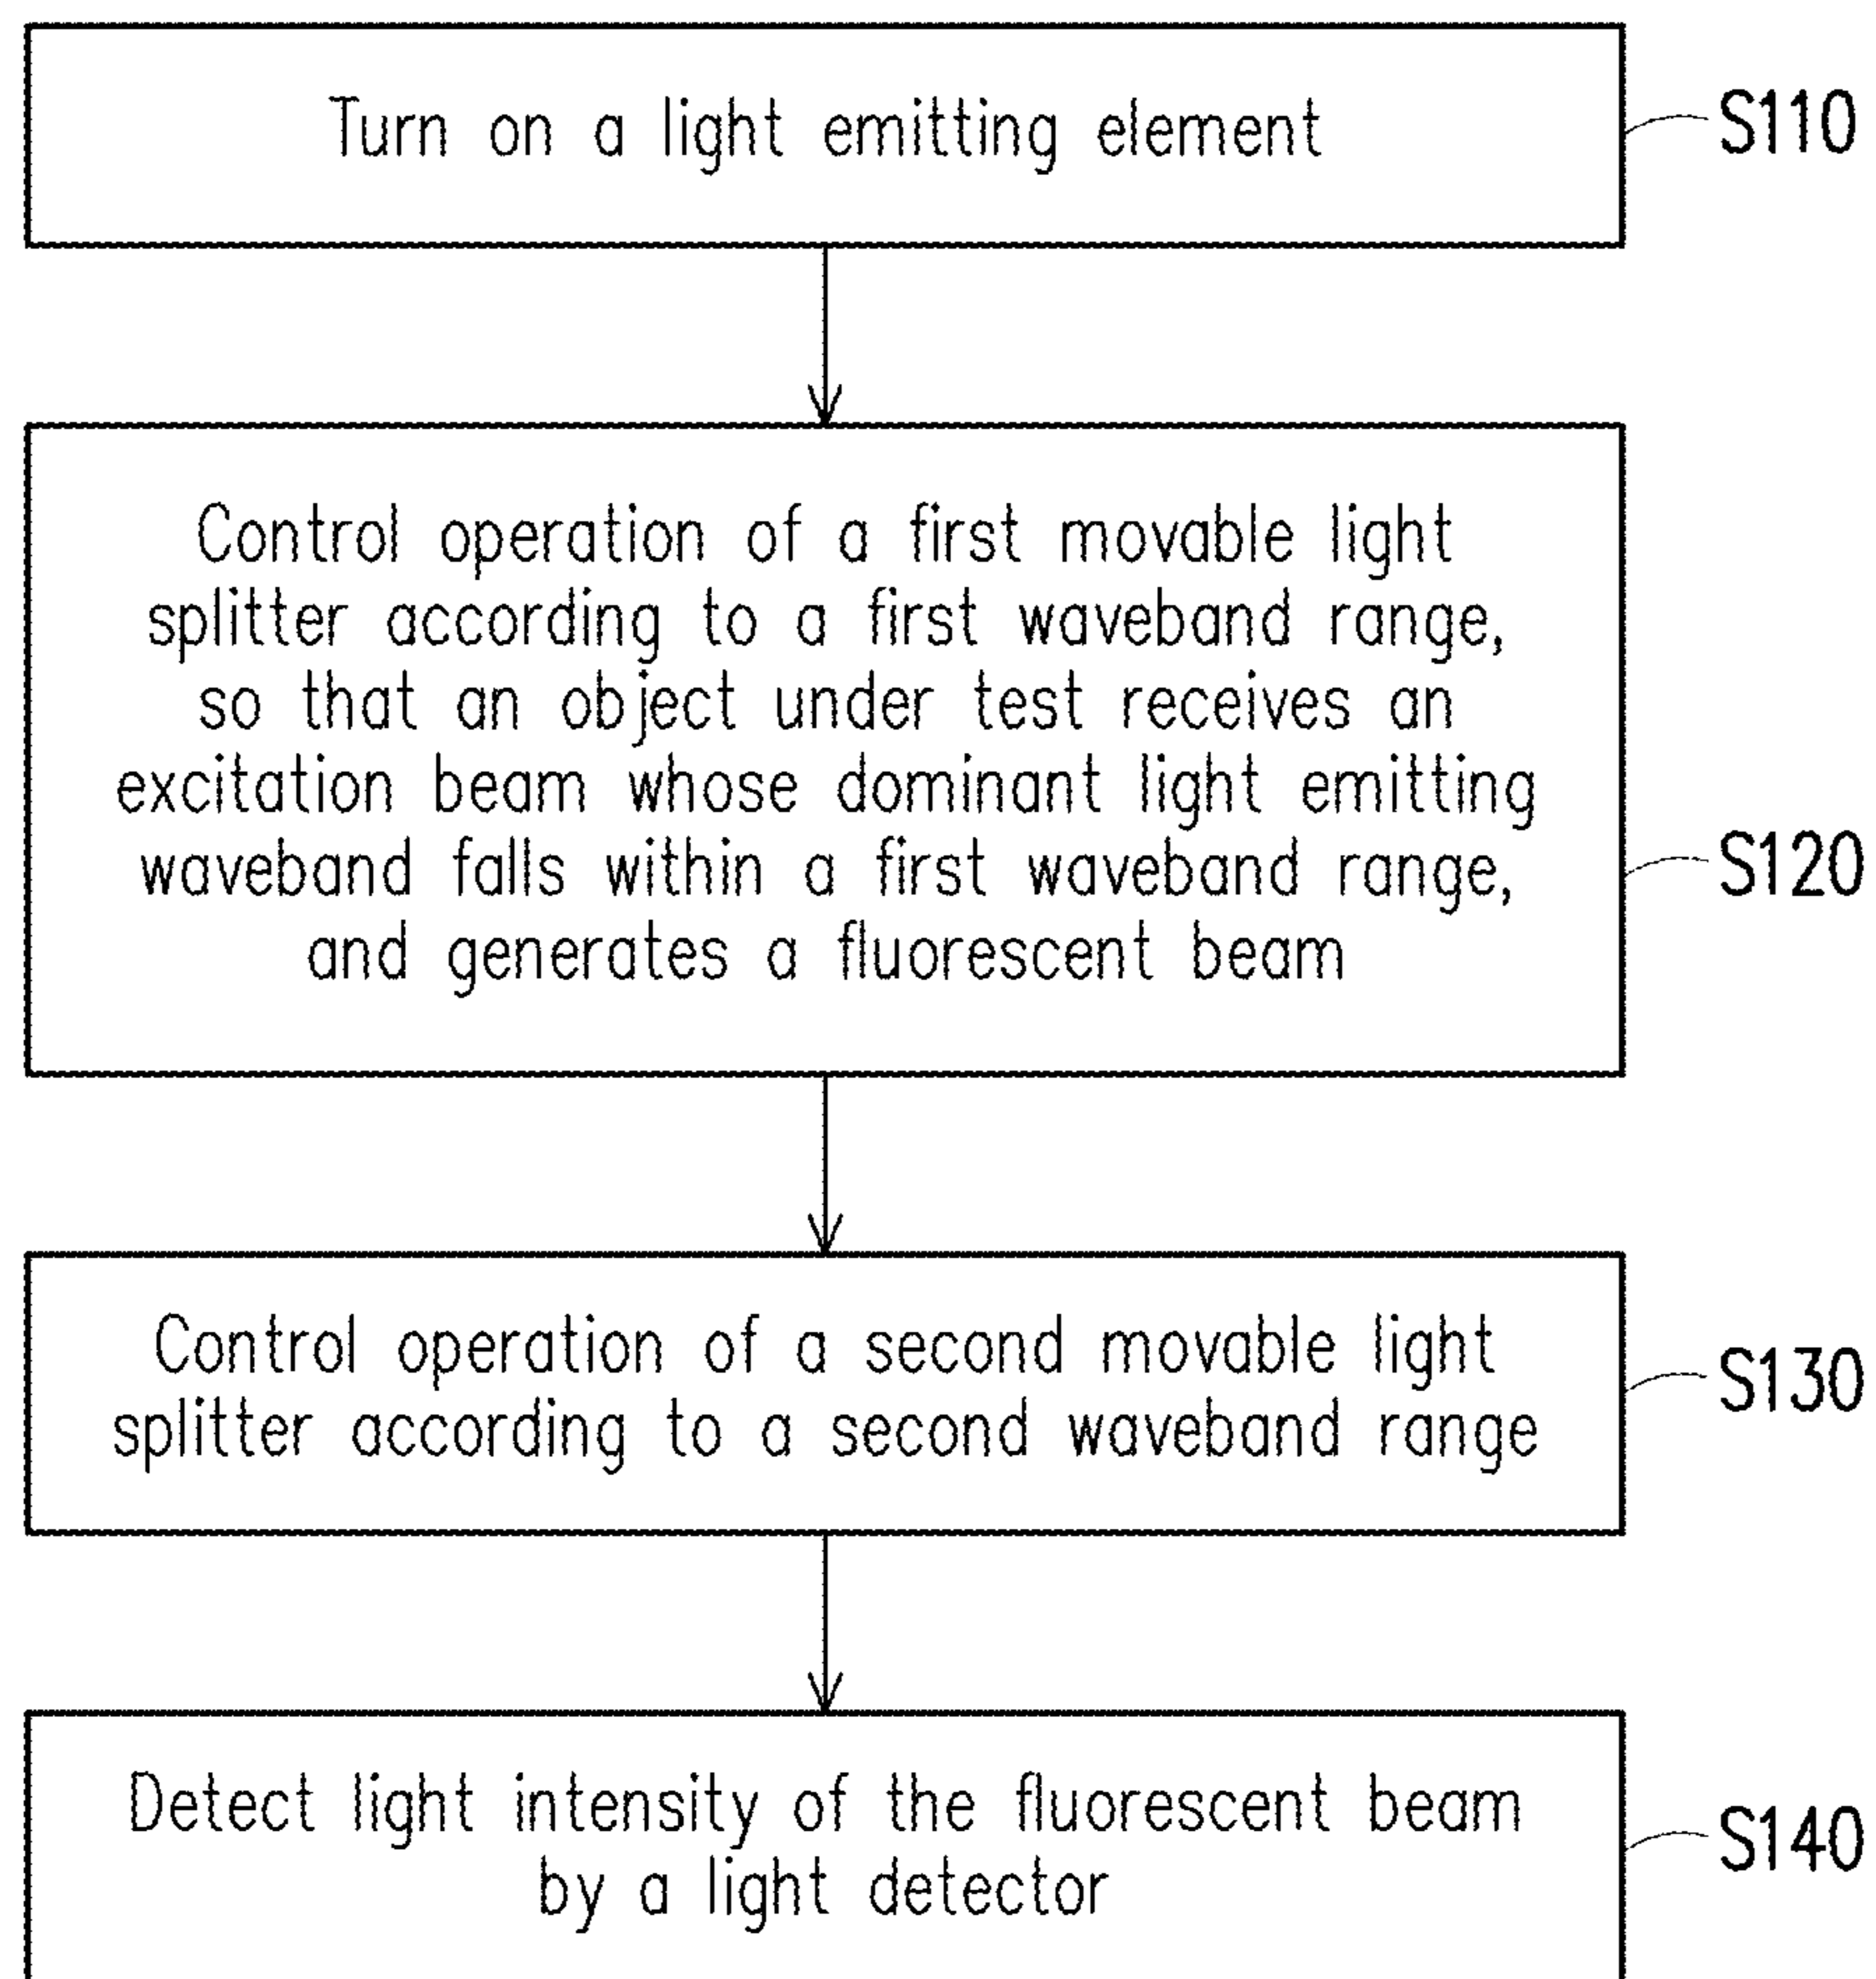 Turn on a light emitting element
S110
Control operation of a first movable light
splitter according to a first waveband range,
so that an object under test receives an
excitation beam whose dominant light emitting
waveband falls within a first waveband range,
and generates a fluorescent beam
S120
Control operation of a second movable light
splitter according to a second waveband range
S130
Detect light intensity of the fluorescent beam
by a light detector
S140